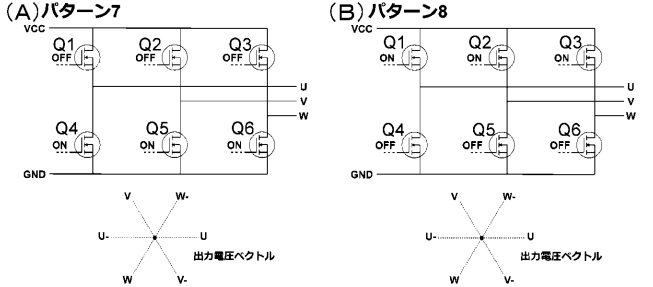 (A)パターン7
VCC
Q1 Q2 Q3
OFF OFF OFF
U
V
W
Q4 Q5 Q6
ON ON ON
GND
V W-
U- U
出力電圧ベクトル
W V-
(B)パターン8
VCC
Q1 Q2 Q3
ON ON ON
U
V
W
Q4 Q5 Q6
OFF OFF OFF
GND
V W-
U- U
出力電圧ベクトル
W V-